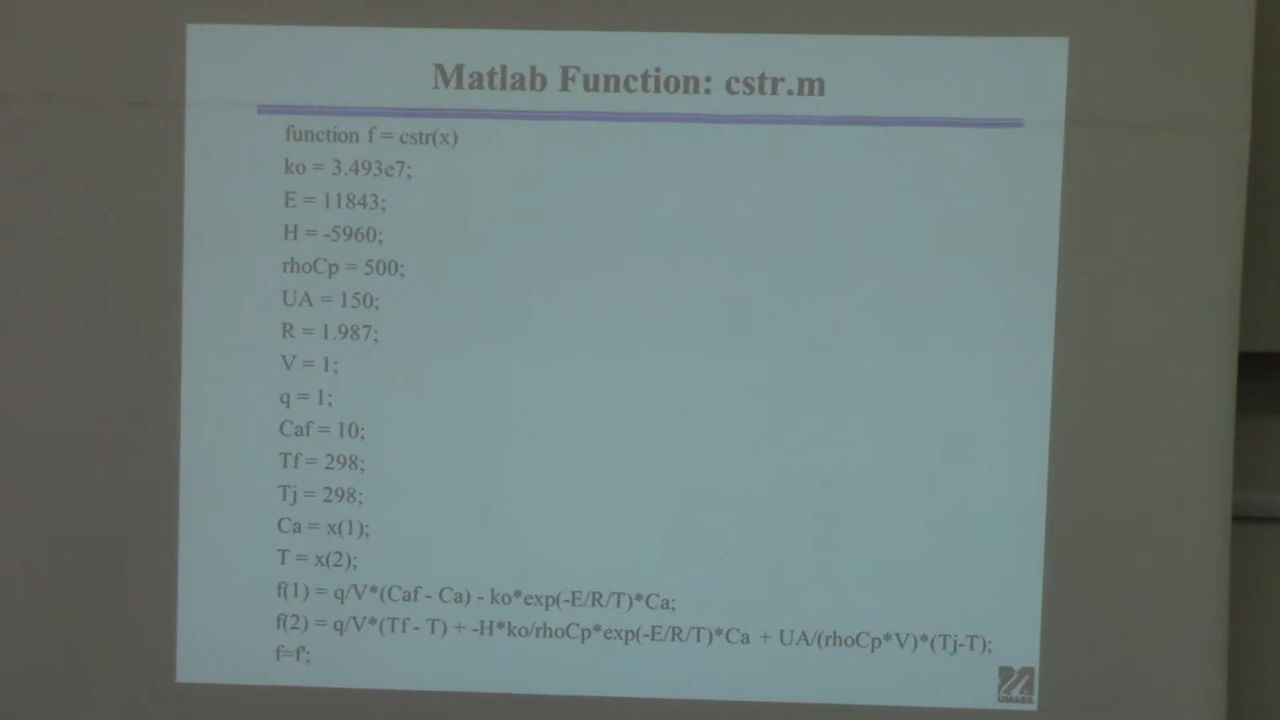 Matlab Function: cstr.m
function f = cstr(x)
ko = 3.493e7;
E = 11843;
H = -5960;
rhoCp = 500;
UA = 150;
R = 1.987;
V = 1;
q = 1;
Caf = 10;
Tf = 298;
Tj = 298;
Ca = x(1);
T = x(2);
f(1) = q/V*(Caf - Ca) - ko*exp(-E/R/T)*Ca;
f(2) = q/V*(Tf - T) + -H*ko/rhoCp*exp(-E/R/T)*Ca + UA/(rhoCp*V)*(Tj-T);
f=f';
UMASS